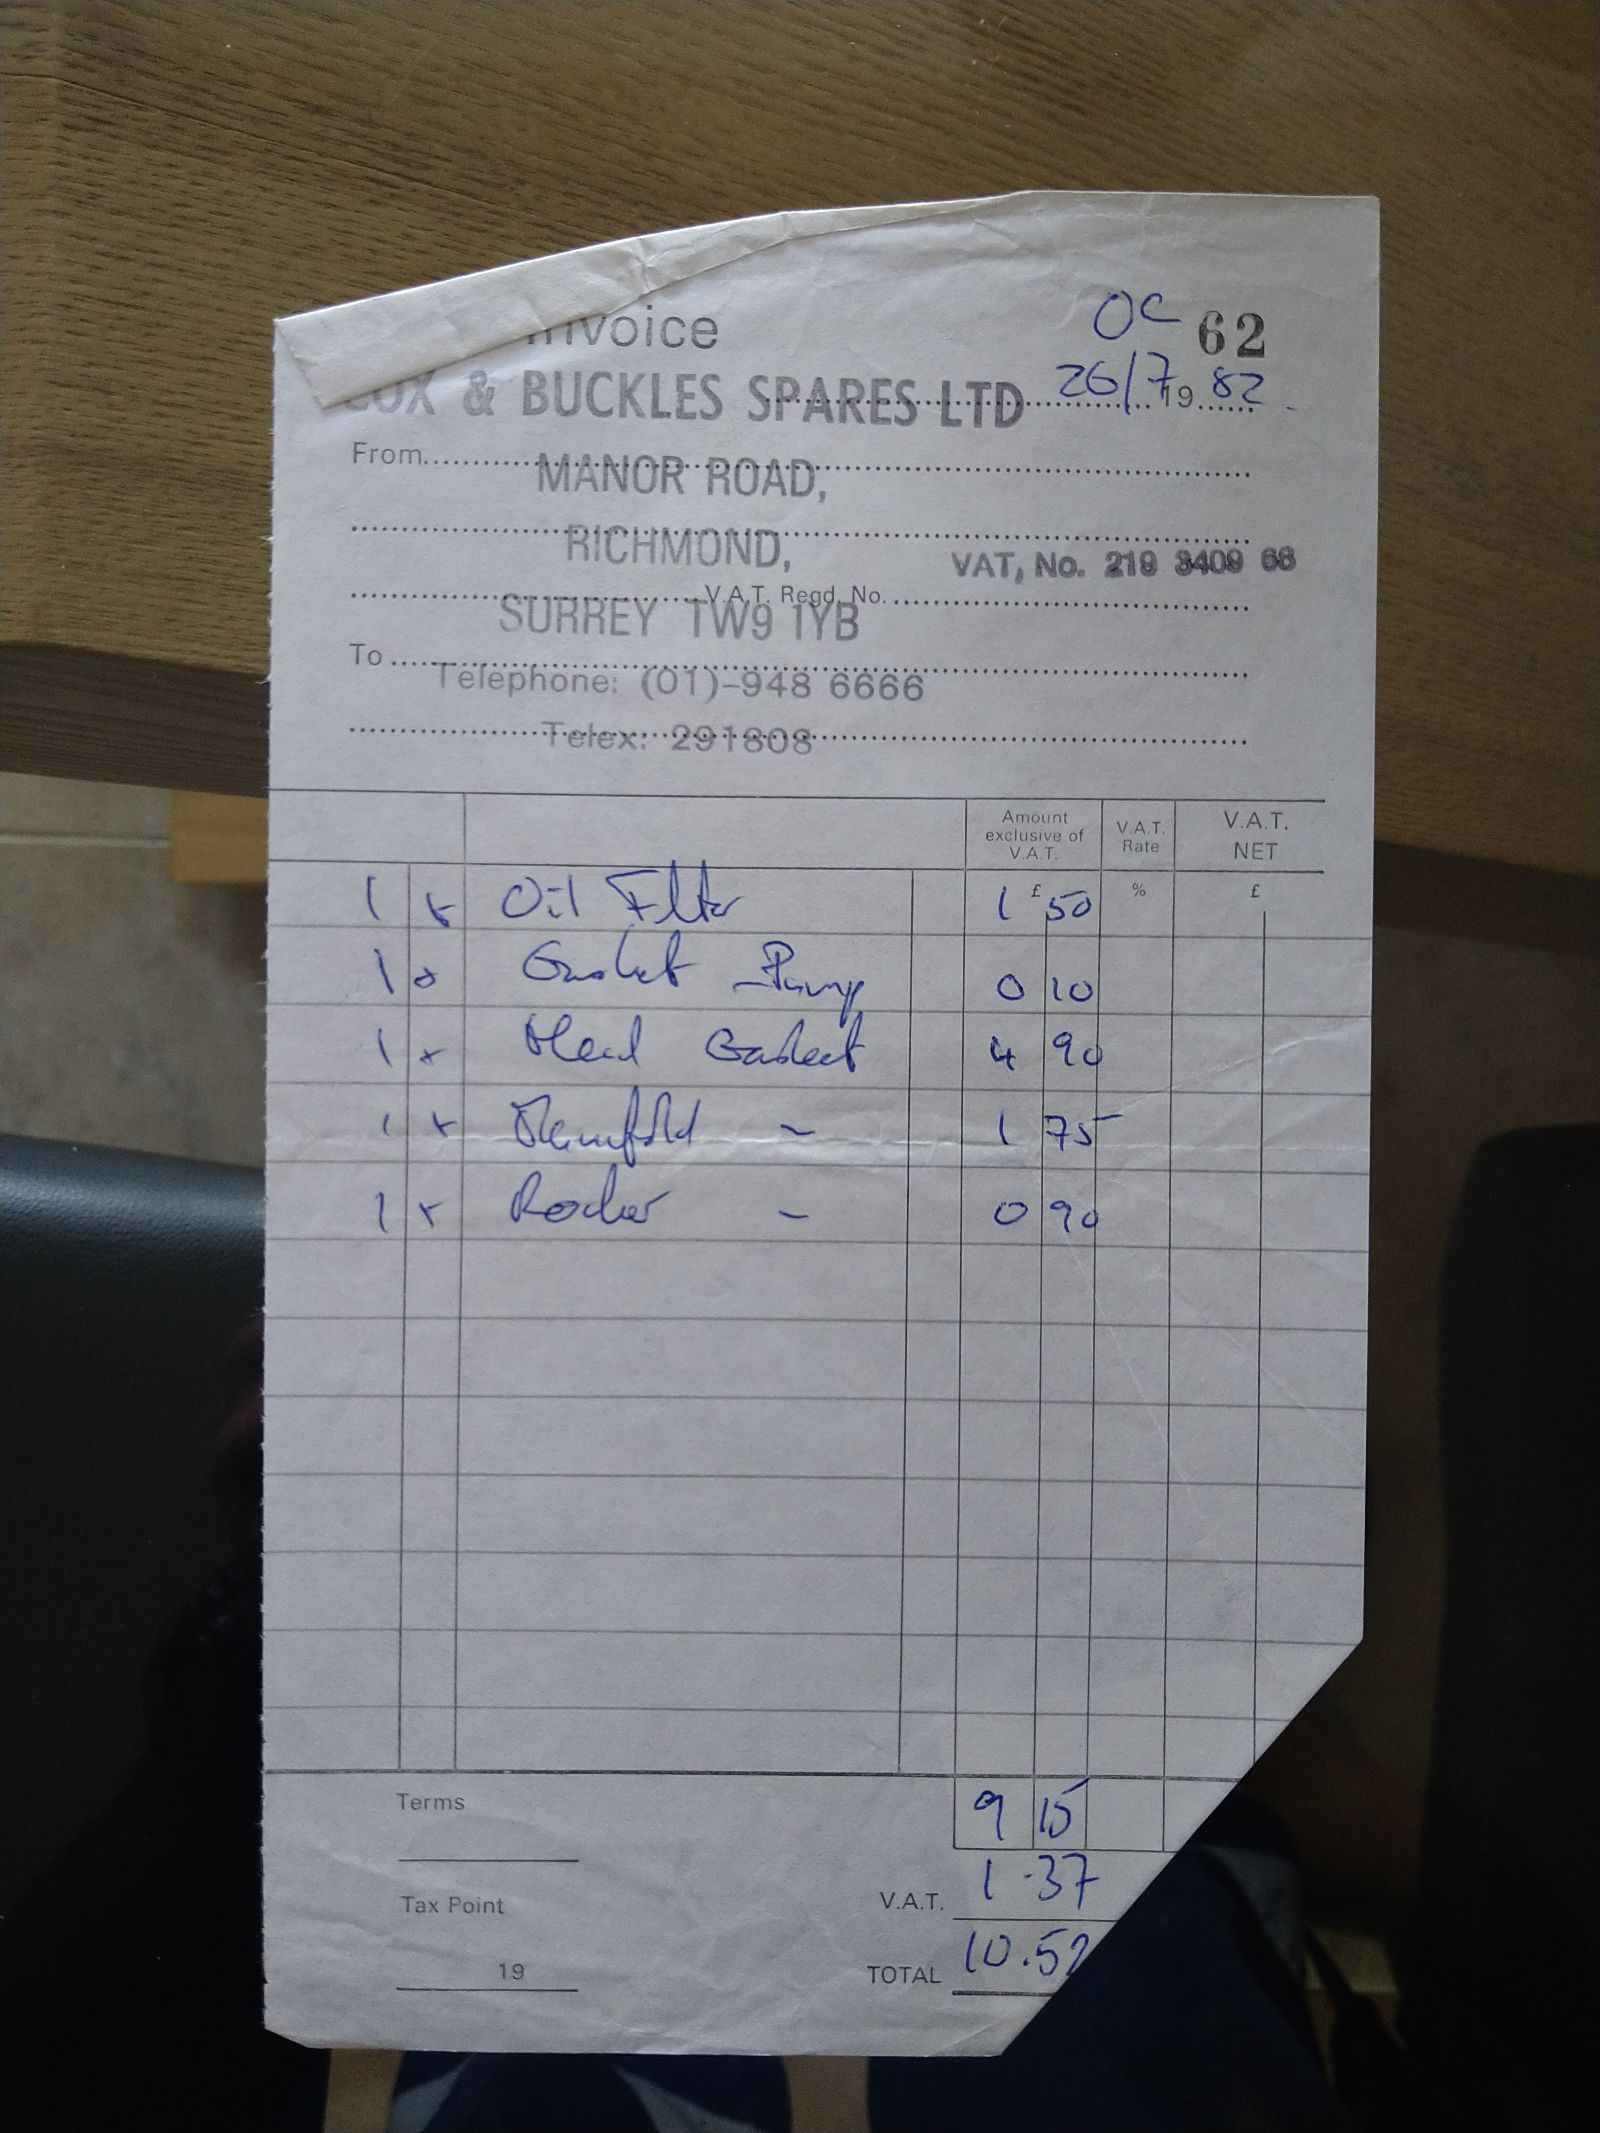 Invoice
OC 62
COX & BUCKLES SPARES LTD
26/7 19 82
From
MANOR ROAD,
RICHMOND,
VAT, No. 219 3409 66
V.A.T. Regd. No.
SURREY TW9 1YB
To
Telephone: (01)-948 6666
Telex: 291808
Amount exclusive of V.A.T. V.A.T. Rate V.A.T. NET
£ % £
1 x Oil Filter 1 50
1 x Gasket Pump 0 10
1 x Head Gasket 4 90
1 x Manifold - 1 75
1 x Rocker - 0 90
Terms 9 15
Tax Point V.A.T. 1.37
19 TOTAL 10.52